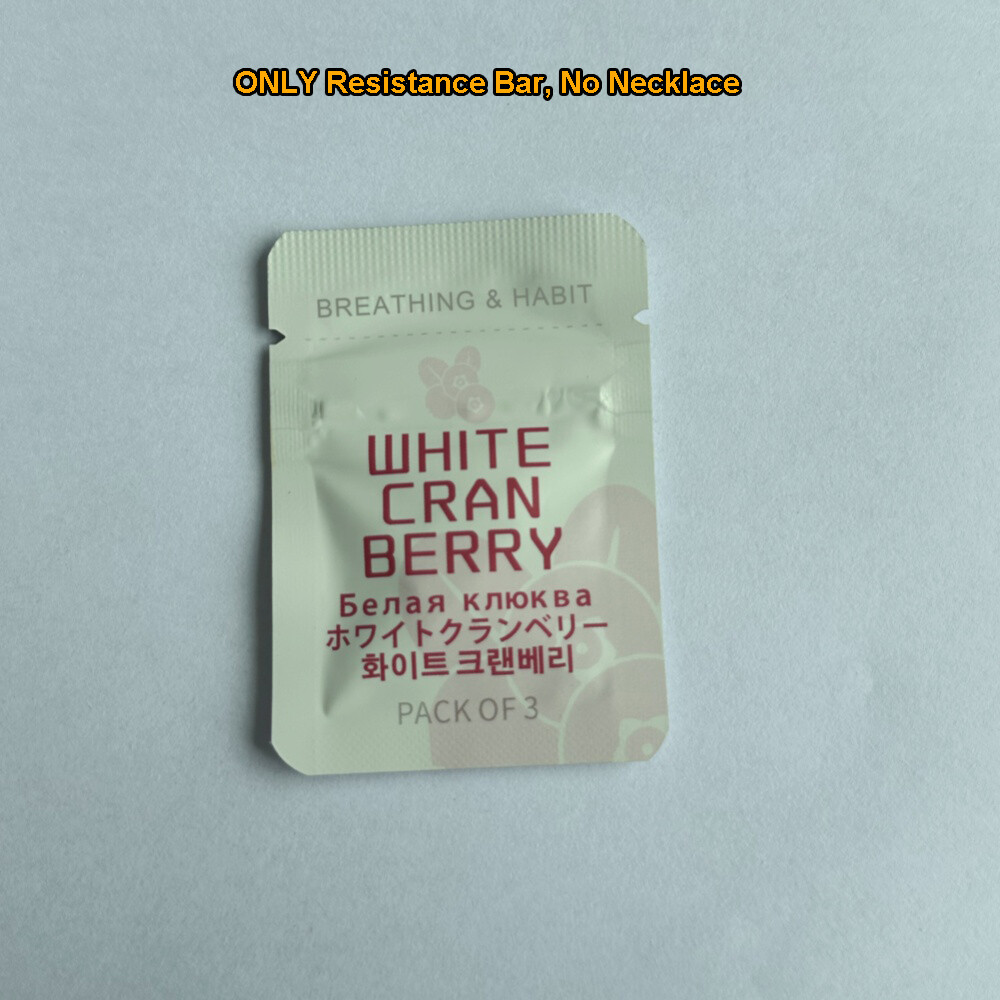 ONLY Resistance Bar, No Necklace
BREATHING & HABIT
WHITE
CRAN
BERRY
Белая клюква
ホワイトクランベリー
화이트크랜베리
PACK OF 3